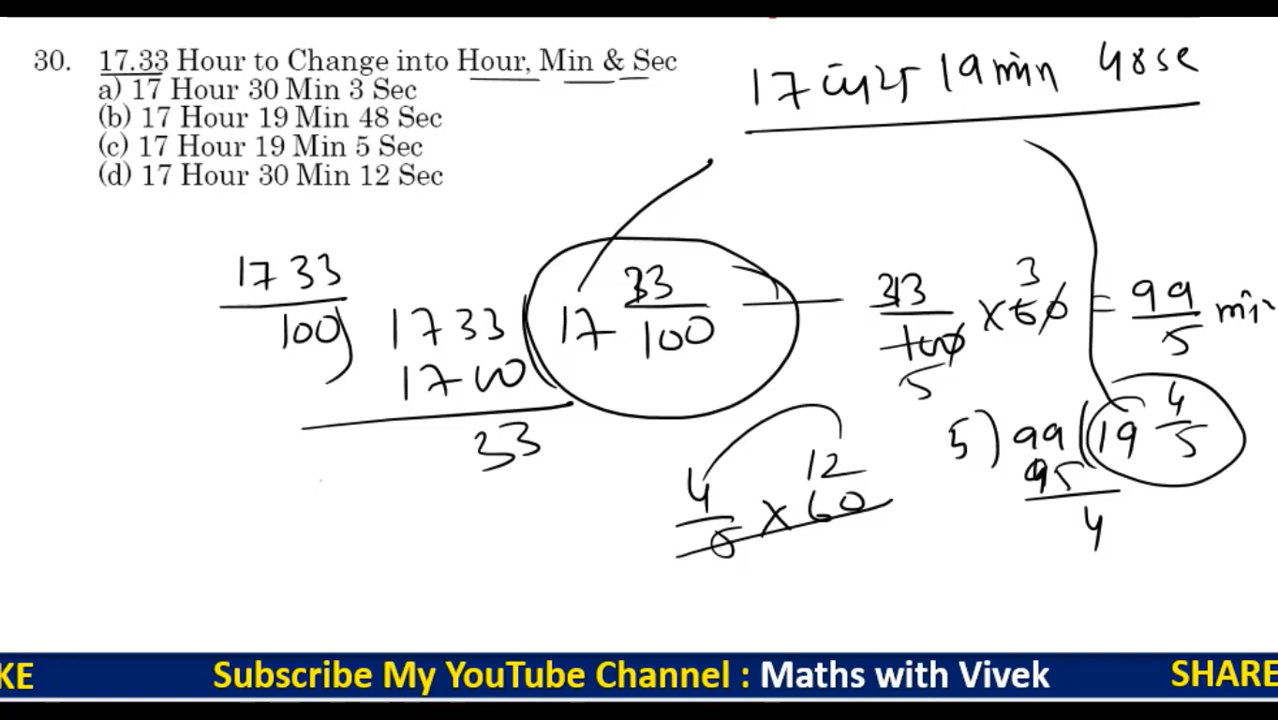 30. 17.33 Hour to Change into Hour, Min & Sec
a) 17 Hour 30 Min 3 Sec
(b) 17 Hour 19 Min 48 Sec
(c) 17 Hour 19 Min 5 Sec
(d) 17 Hour 30 Min 12 Sec
17 19 min 48 se
1733
100) 1733 (17 33/100
1700
33
33/100 × 60 3 = 99/5 min
5
5) 99 (19 4/5
95
4
4/5 × 60 12
KE Subscribe My YouTube Channel : Maths with Vivek SHARE